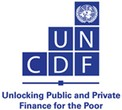 UN
CDF
Unlocking Public and Private
Finance for the Poor